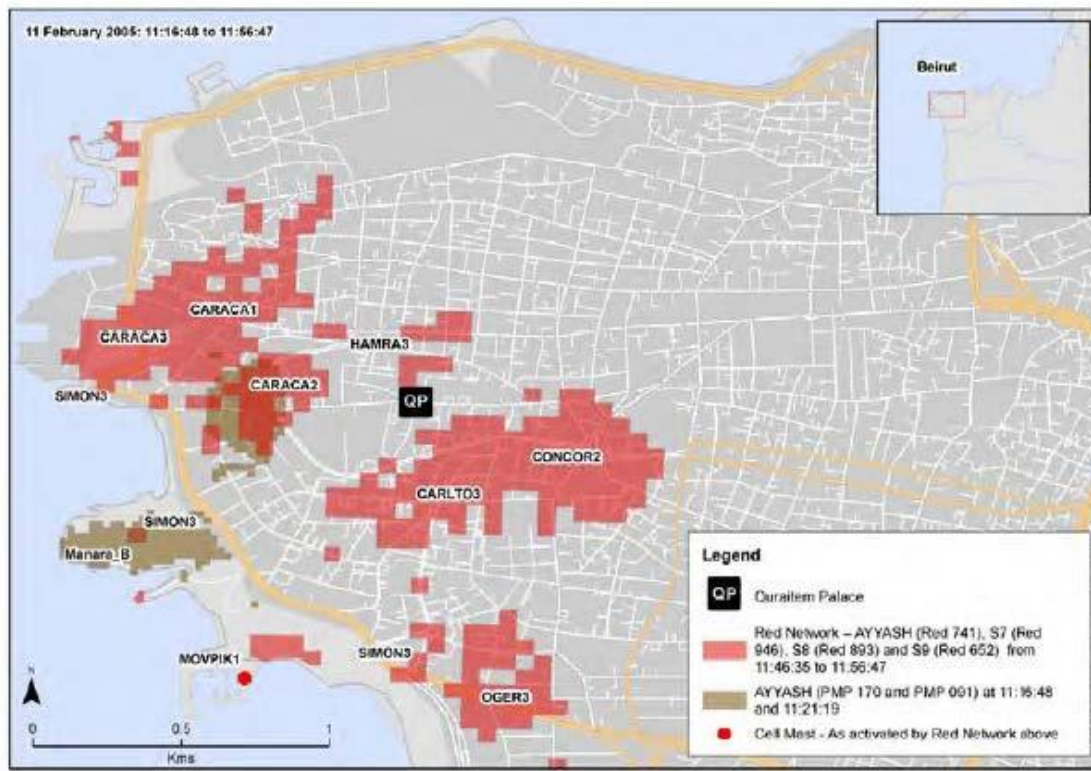 11 February 2005: 11:16:48 to 11:56:47
Beirut
CARACA1
CARACA3
HAMRA3
CARACA2
SIMON3
QP
CONCOR2
CARLTO3
SIMON3
Manara_B
MOVPIK1
SIMON3
OGER3
N
0 0.5 1
Kms
Legend
QP Quraitem Palace
Red Network – AYYASH (Red 741), S7 (Red
946), S8 (Red 893) and S9 (Red 652) from
11:46:35 to 11:56:47
AYYASH (PMP 170 and PMP 091) at 11:16:48
and 11:21:19
Cell Mast - As activated by Red Network above